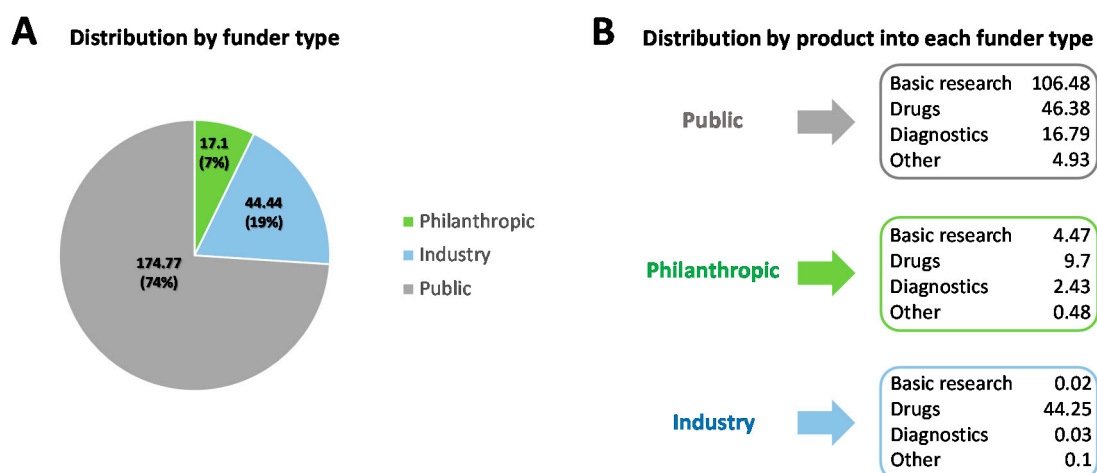 A Distribution by funder type
17.1
(7%)
44.44
(19%)
174.77
(74%)
Philanthropic
Industry
Public
B Distribution by product into each funder type
Public
Basic research 106.48
Drugs 46.38
Diagnostics 16.79
Other 4.93
Philanthropic
Basic research 4.47
Drugs 9.7
Diagnostics 2.43
Other 0.48
Industry
Basic research 0.02
Drugs 44.25
Diagnostics 0.03
Other 0.1